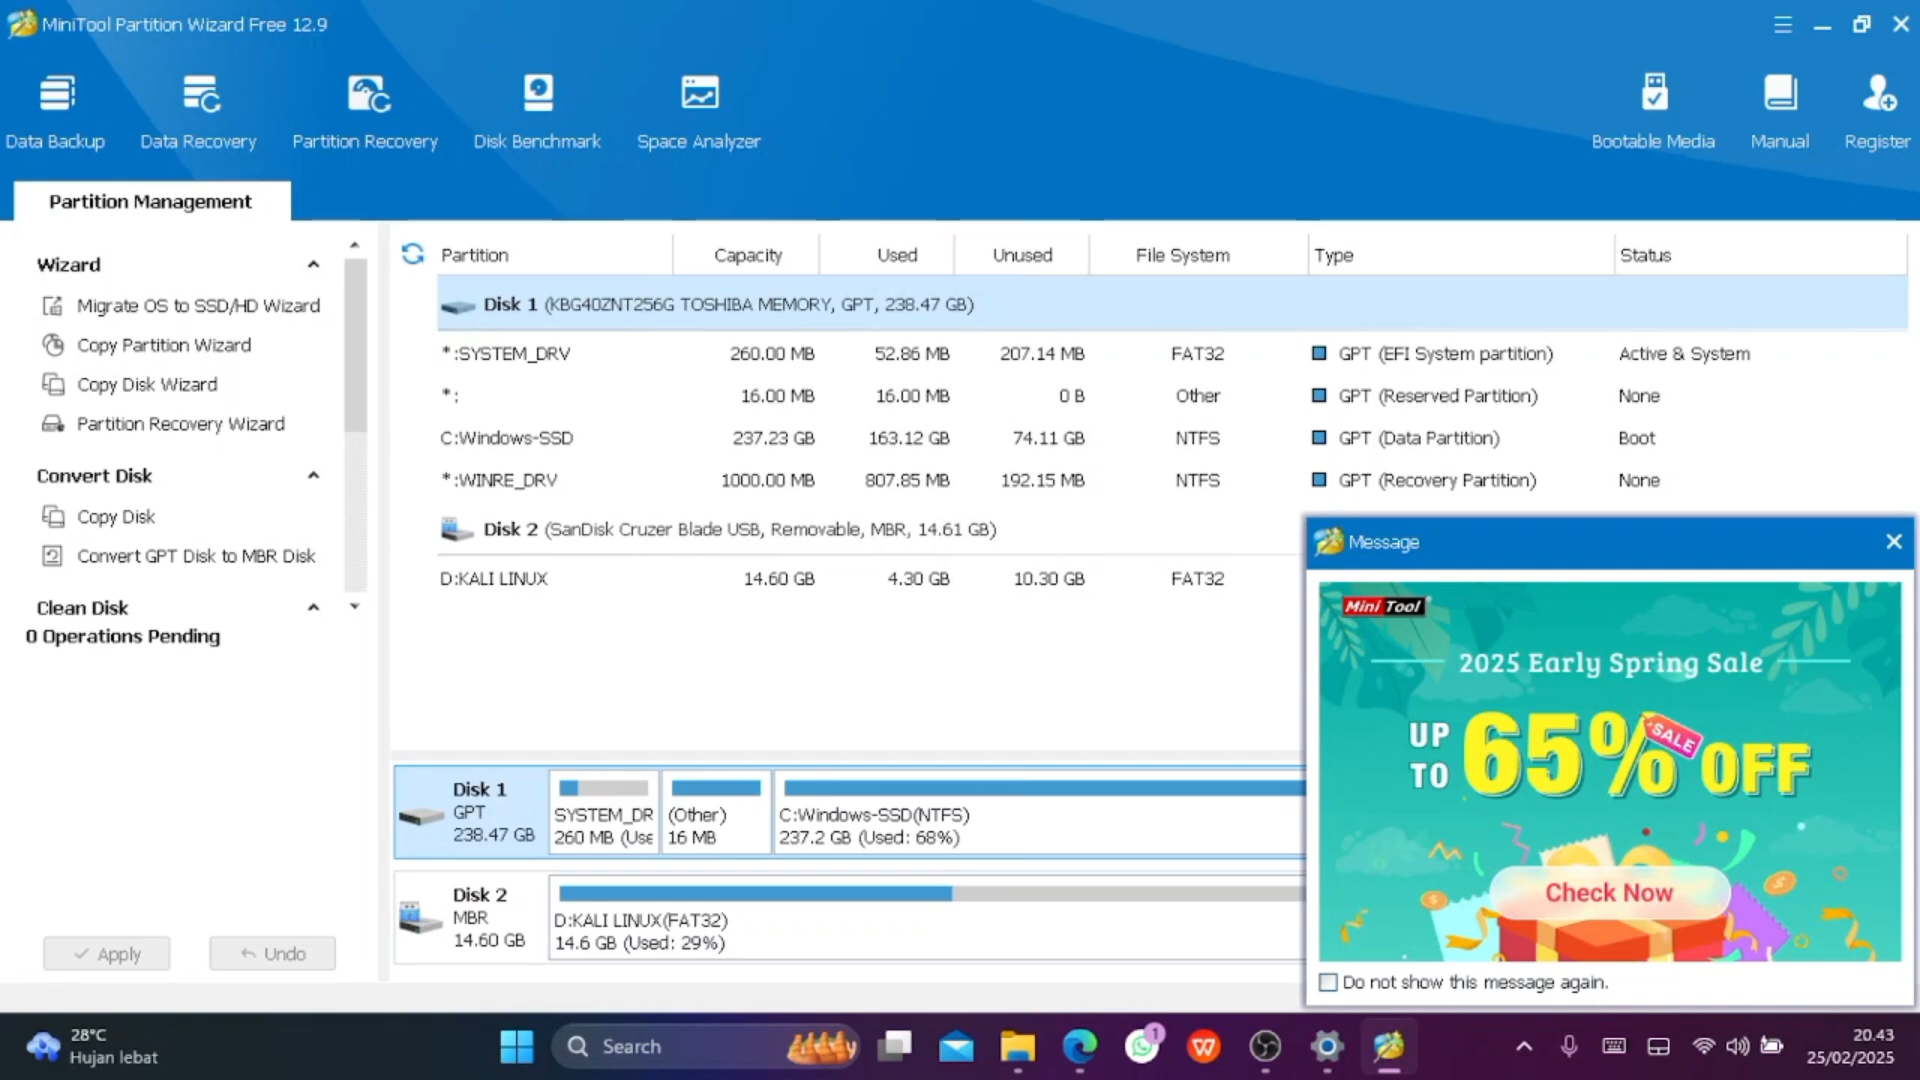 MiniTool Partition Wizard Free 12.9
Data Backup
Data Recovery
Partition Recovery
Disk Benchmark
Space Analyzer
Bootable Media
Manual
Register
Partition Management
Wizard
Migrate OS to SSD/HD Wizard
Copy Partition Wizard
Copy Disk Wizard
Partition Recovery Wizard
Convert Disk
Copy Disk
Convert GPT Disk to MBR Disk
Clean Disk
0 Operations Pending
Apply
Undo
Partition Capacity Used Unused File System Type Status
Disk 1 (KBG40ZNT256G TOSHIBA MEMORY, GPT, 238.47 GB)
*:SYSTEM_DRV 260.00 MB 52.86 MB 207.14 MB FAT32 GPT (EFI System partition) Active & System
*: 16.00 MB 16.00 MB 0 B Other GPT (Reserved Partition) None
C:Windows-SSD 237.23 GB 163.12 GB 74.11 GB NTFS GPT (Data Partition) Boot
*:WINRE_DRV 1000.00 MB 807.85 MB 192.15 MB NTFS GPT (Recovery Partition) None
Disk 2 (SanDisk Cruzer Blade USB, Removable, MBR, 14.61 GB)
D:KALI LINUX 14.60 GB 4.30 GB 10.30 GB FAT32
Disk 1
GPT
238.47 GB
SYSTEM_DR
260 MB (Use
(Other)
16 MB
C:Windows-SSD(NTFS)
237.2 GB (Used: 68%)
Disk 2
MBR
14.60 GB
D:KALI LINUX(FAT32)
14.6 GB (Used: 29%)
Message
Mini Tool
2025 Early Spring Sale
UP TO 65% OFF
SALE
Check Now
Do not show this message again.
28°C
Hujan lebat
Search
1
20.43
25/02/2025